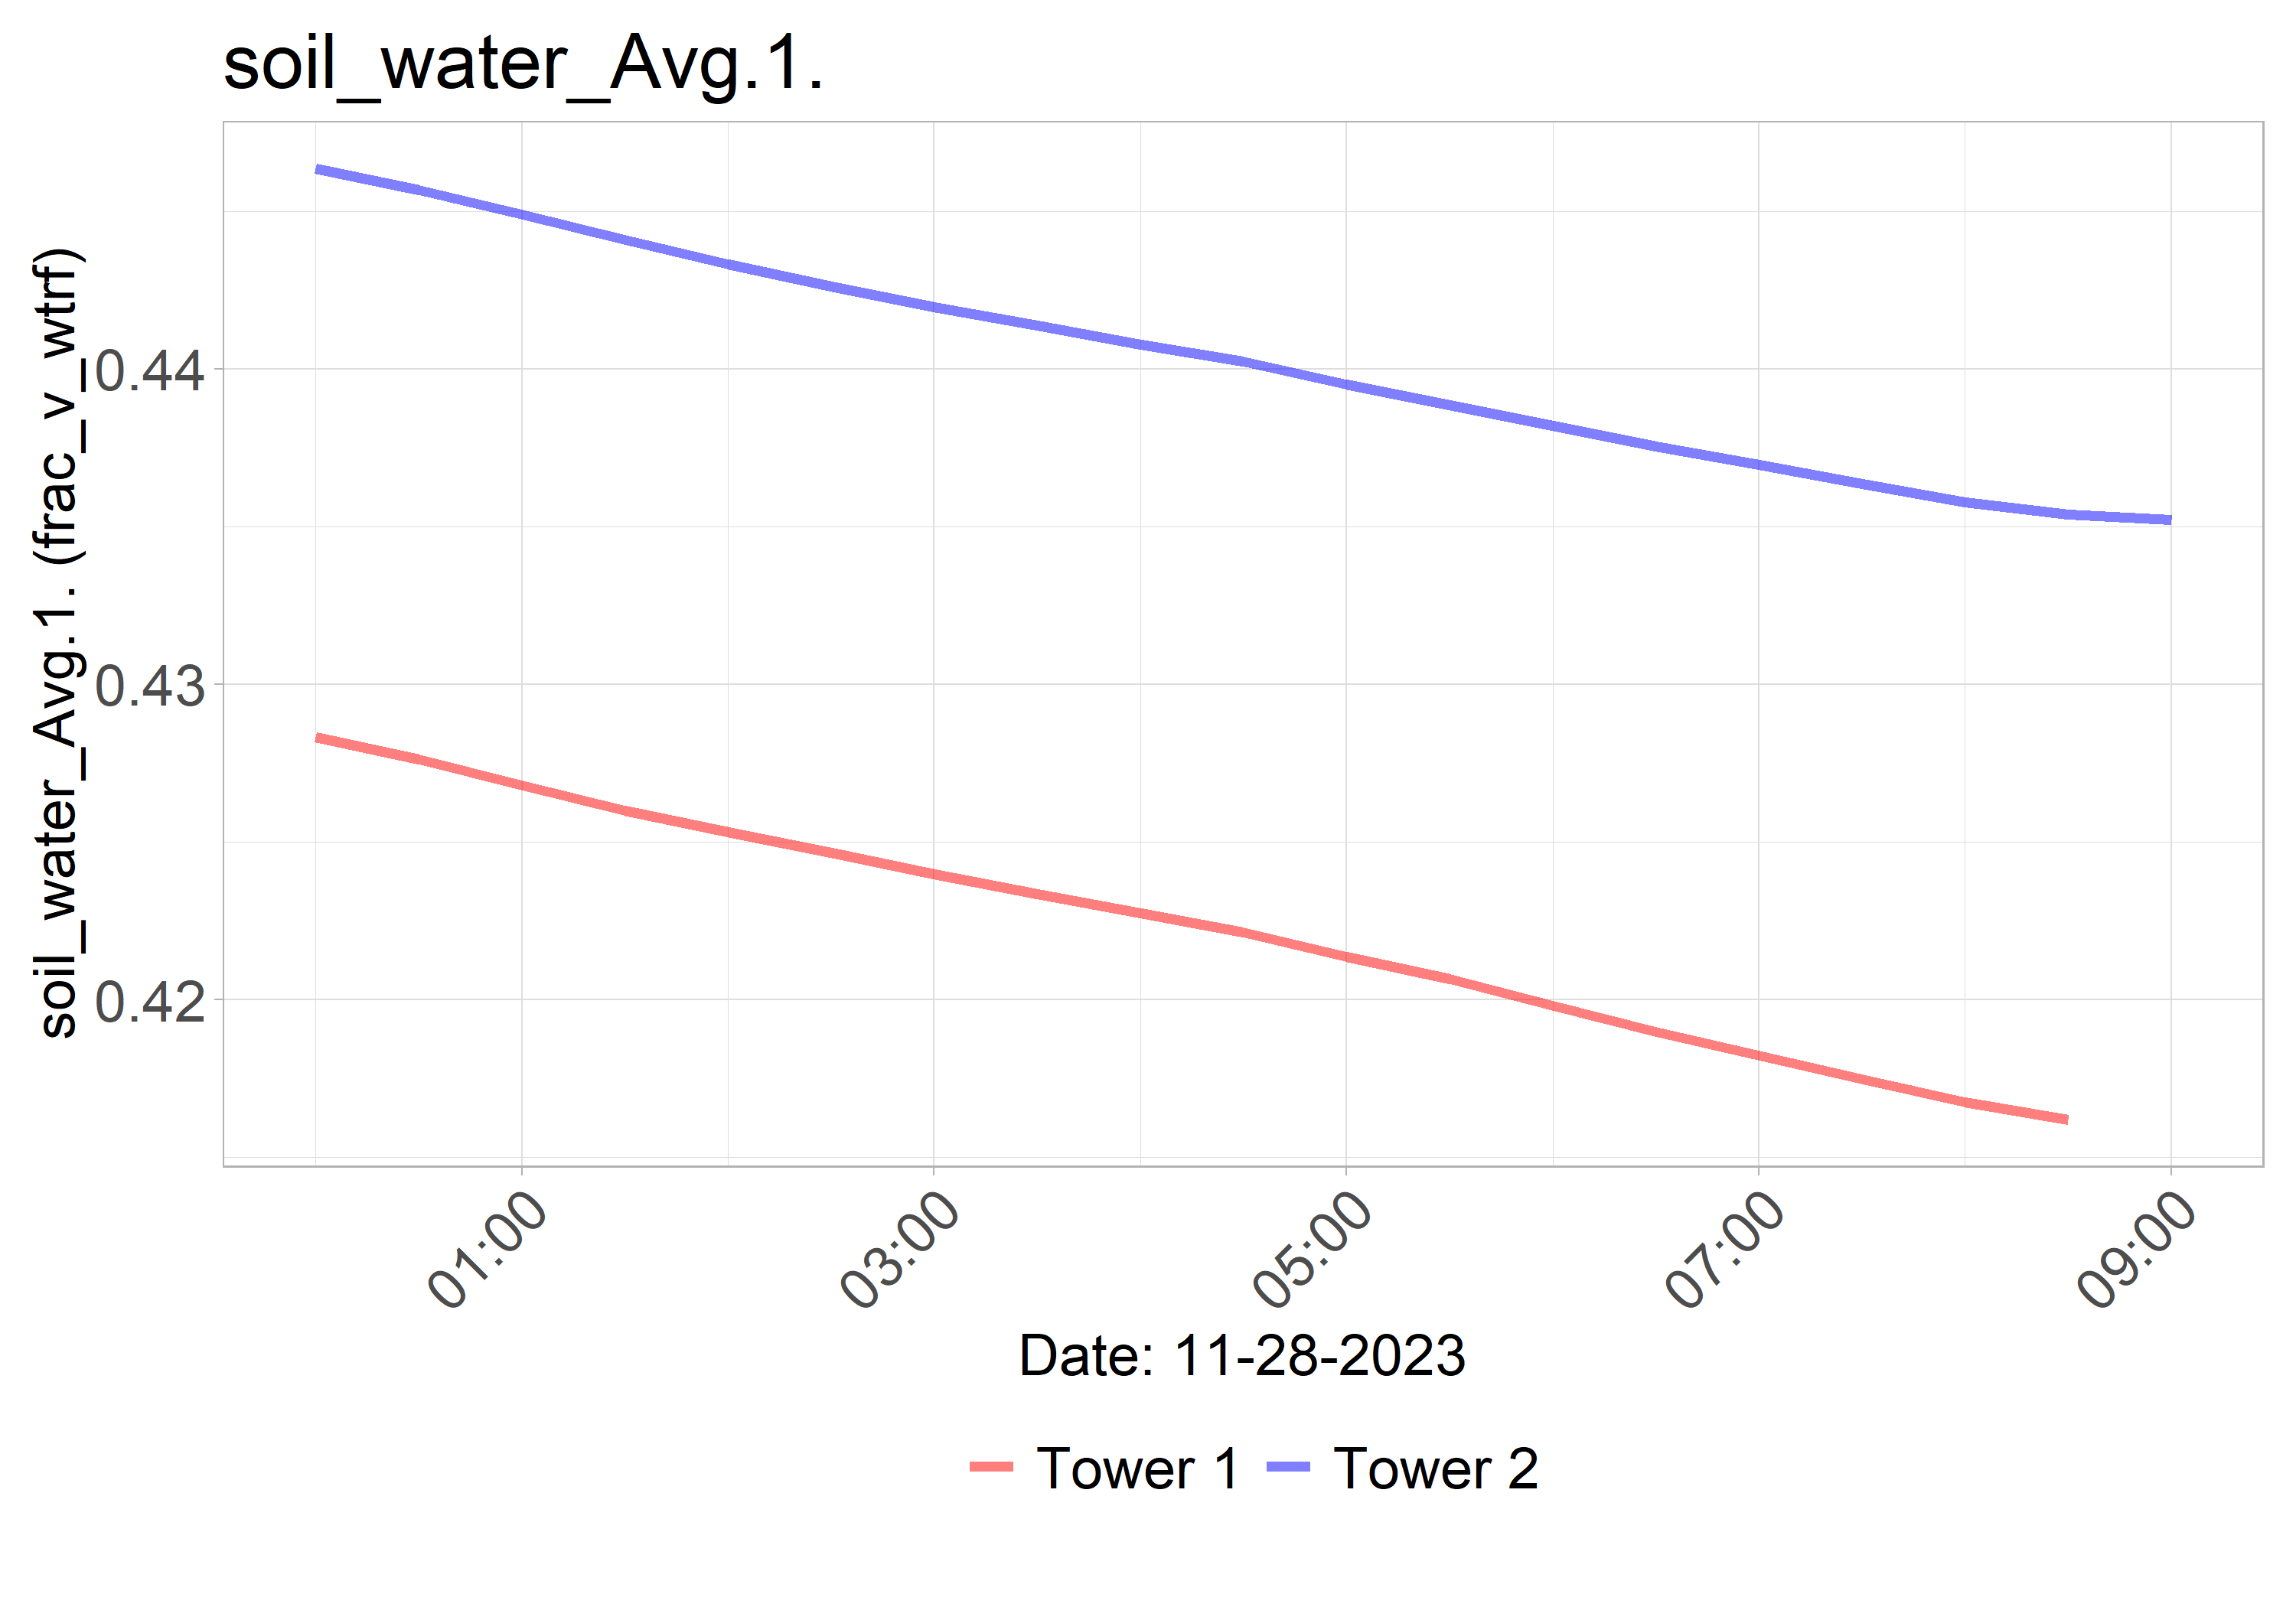 soil_water_Avg.1.
soil_water_Avg.1. (frac_v_wtrf)
0.44
0.43
0.42
01:00
03:00
05:00
07:00
09:00
Date: 11-28-2023
Tower 1
Tower 2